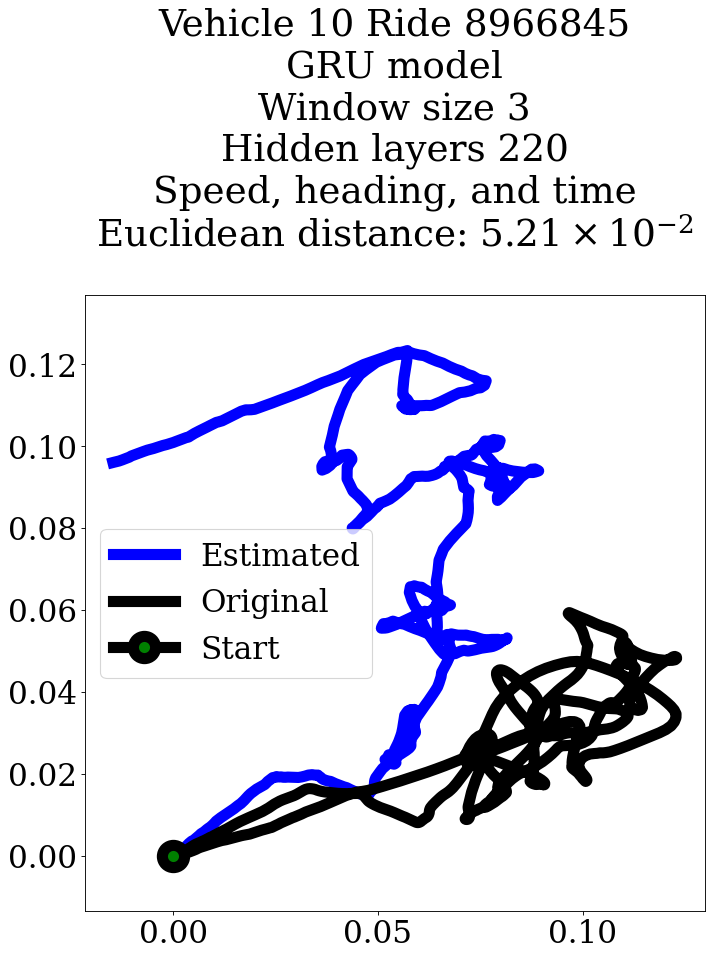 Vehicle 10 Ride 8966845
GRU model
Window size 3
Hidden layers 220
Speed, heading, and time
Euclidean distance: 5.21 × 10⁻²
0.12
0.10
0.08
0.06
0.04
0.02
0.00
Estimated
Original
Start
0.00 0.05 0.10